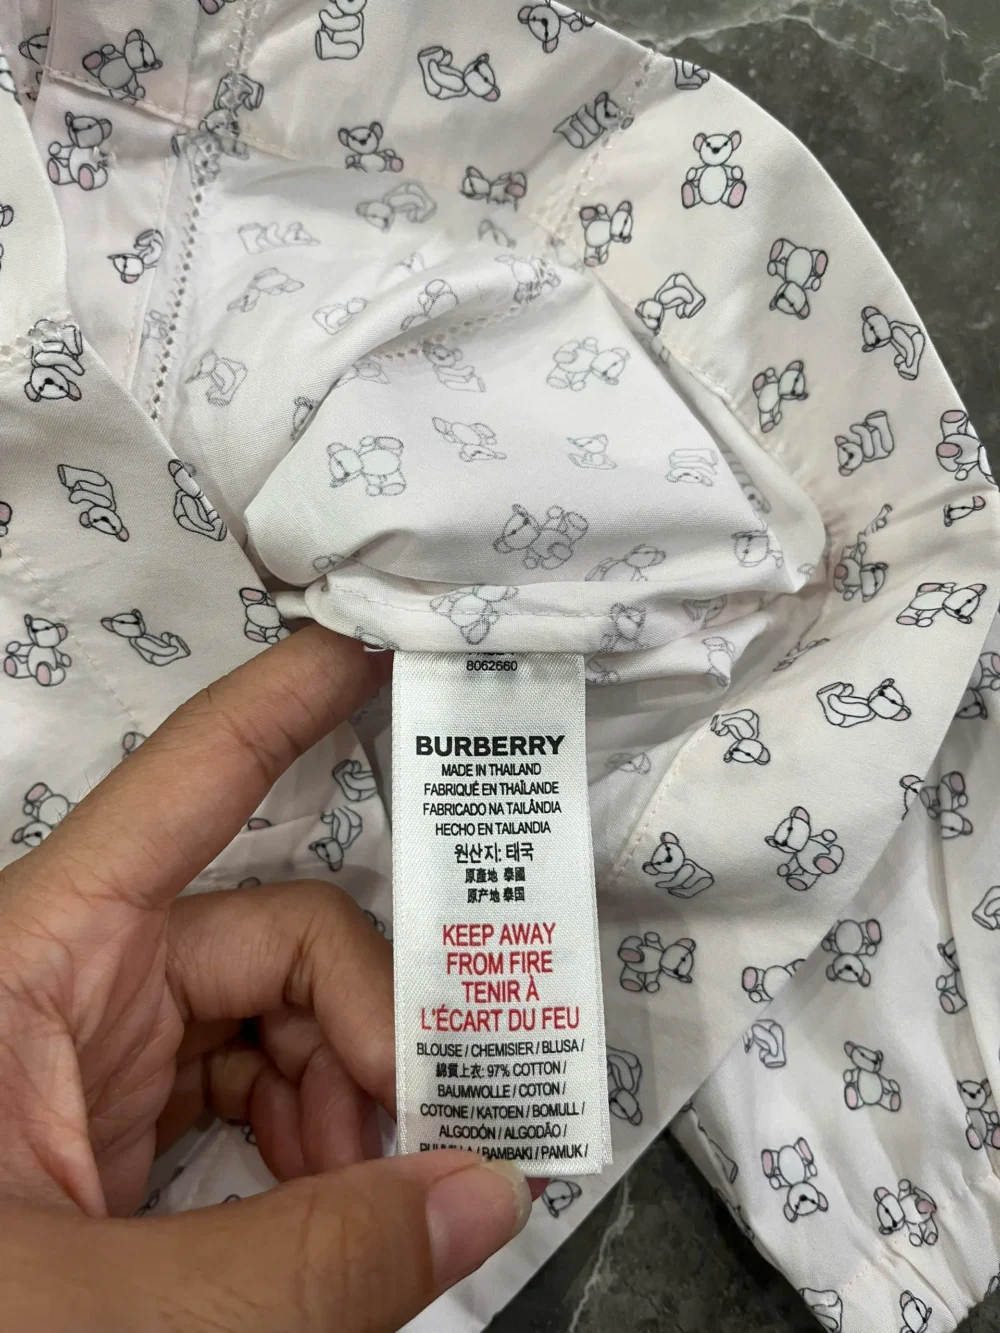 8062660
BURBERRY
MADE IN THAILAND
FABRIQUÉ EN THAÏLANDE
FABRICADO NA TAILÂNDIA
HECHO EN TAILANDIA
원산지: 태국
原產地 泰國
原产地 泰国
KEEP AWAY
FROM FIRE
TENIR À
L'ÉCART DU FEU
BLOUSE / CHEMISIER / BLUSA /
綿質上衣: 97% COTTON /
BAUMWOLLE / COTON /
COTONE / KATOEN / BOMULL /
ALGODÓN / ALGODÃO /
/ BAMBAKI / PAMUK /